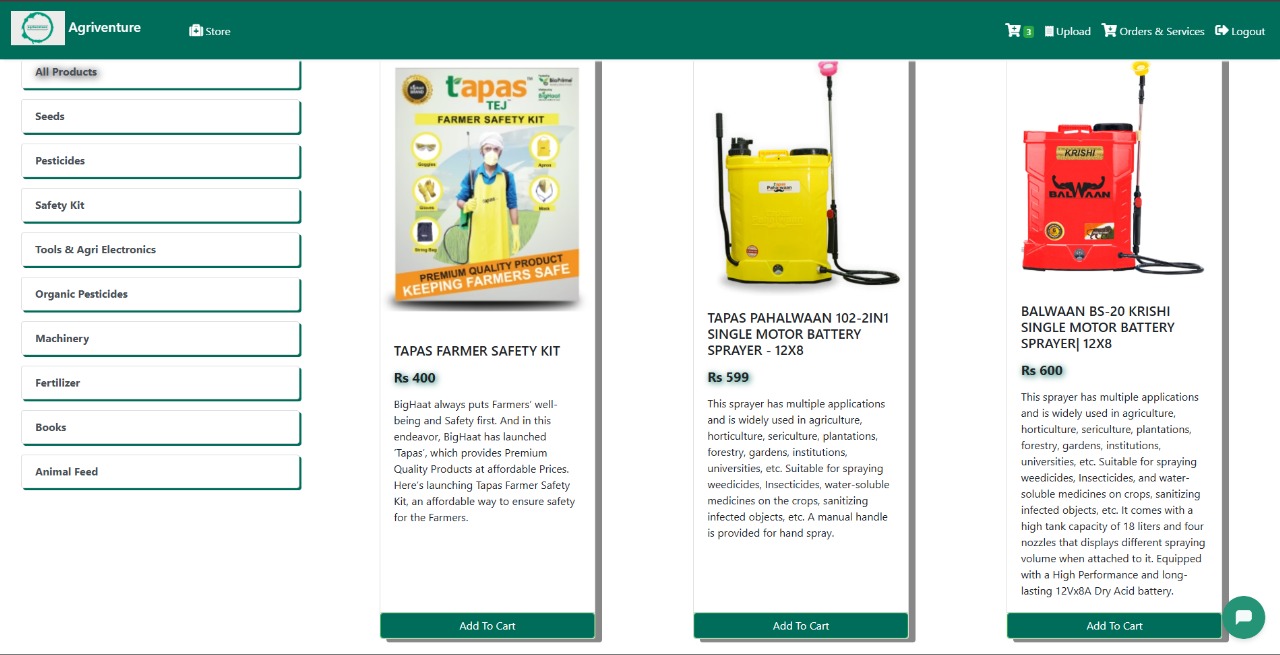 Agriventure
Store
3
Upload
Orders & Services
Logout
All Products
Seeds
Pesticides
Safety Kit
Tools & Agri Electronics
Organic Pesticides
Machinery
Fertilizer
Books
Animal Feed
tapas
TEJ
FARMER SAFETY KIT
Goggles
Apron
Gloves
Mask
String Bag
tapas
PREMIUM QUALITY PRODUCT
KEEPING FARMERS SAFE
TAPAS FARMER SAFETY KIT
Rs 400
BigHaat always puts Farmers’ well-
being and Safety first. And in this
endeavor, BigHaat has launched
‘Tapas’, which provides Premium
Quality Products at affordable Prices.
Here’s launching Tapas Farmer Safety
Kit, an affordable way to ensure safety
for the Farmers.
Add To Cart
tapas
Pahalwaan
TAPAS PAHALWAAN 102-2IN1
SINGLE MOTOR BATTERY
SPRAYER - 12X8
Rs 599
This sprayer has multiple applications
and is widely used in agriculture,
horticulture, sericulture, plantations,
forestry, gardens, institutions,
universities, etc. Suitable for spraying
weedicides, Insecticides, water-soluble
medicines on the crops, sanitizing
infected objects, etc. A manual handle
is provided for hand spray.
Add To Cart
KRISHI
BALWAAN
BALWAAN BS-20 KRISHI
SINGLE MOTOR BATTERY
SPRAYER| 12X8
Rs 600
This sprayer has multiple applications
and is widely used in agriculture,
horticulture, sericulture, plantations,
forestry, gardens, institutions,
universities, etc. Suitable for spraying
weedicides, Insecticides, and water-
soluble medicines on crops, sanitizing
infected objects, etc. It comes with a
high tank capacity of 18 liters and four
nozzles that displays different spraying
volume when attached to it. Equipped
with a High Performance and long-
lasting 12Vx8A Dry Acid battery.
Add To Cart